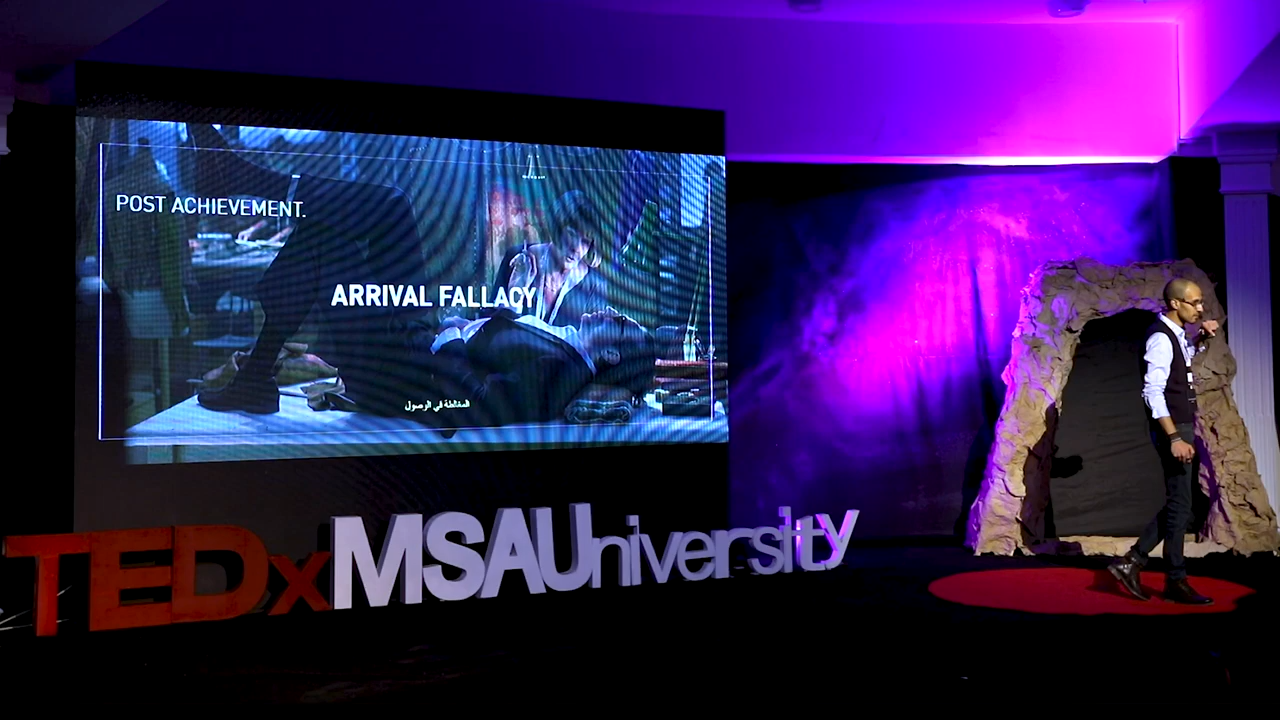 POST ACHIEVEMENT.
ARRIVAL FALLACY
المغالطة في الوصول
TEDxMSAUniversity